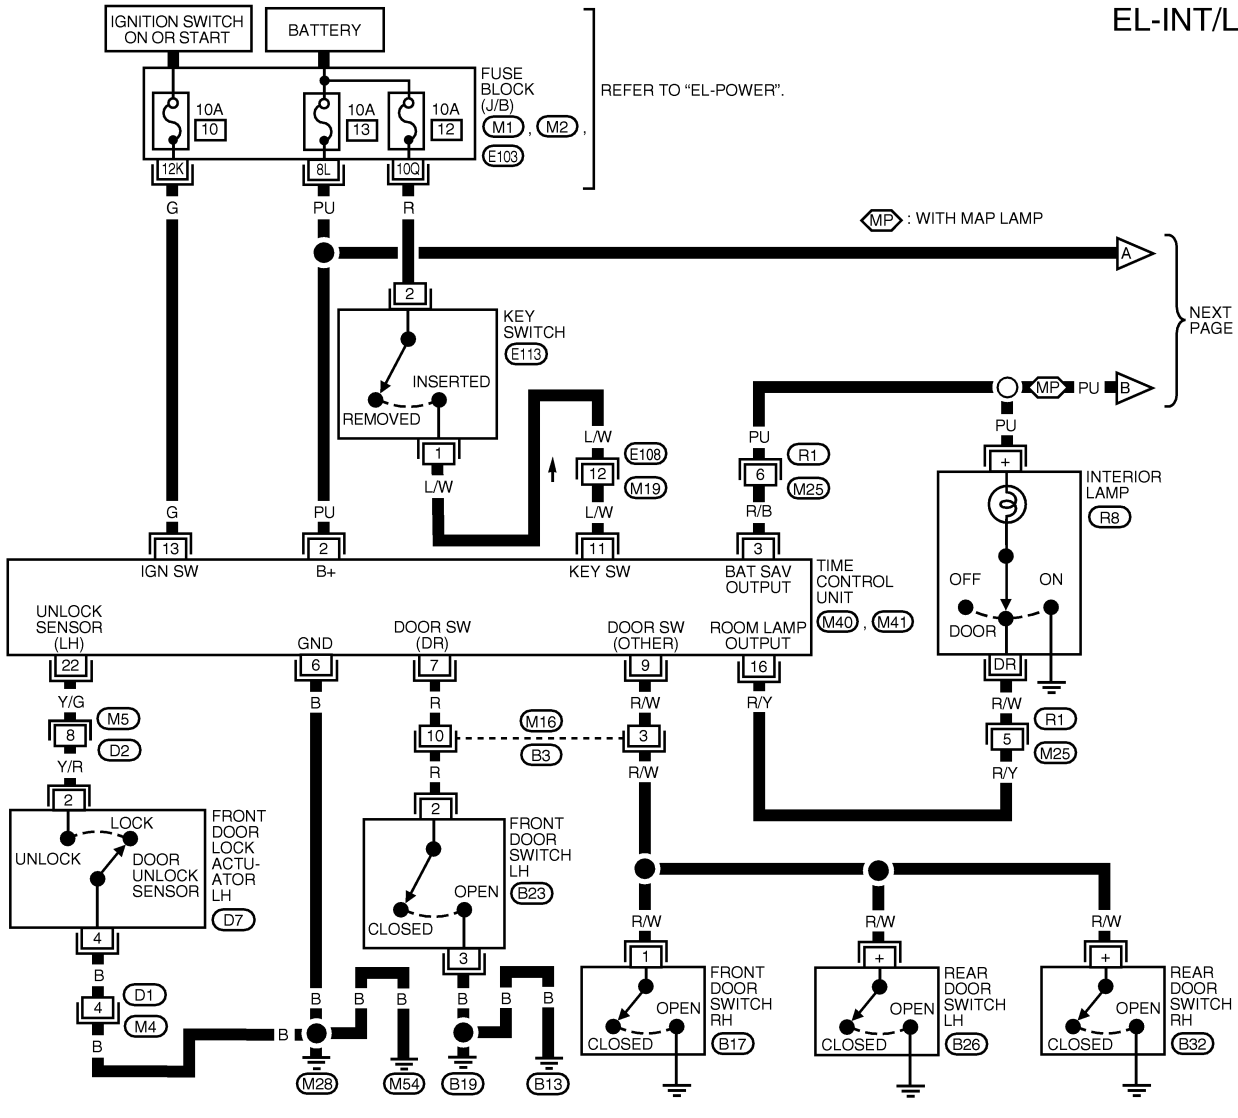 EL-INT/L
IGNITION SWITCH
ON OR START
BATTERY
FUSE
BLOCK
(J/B)
M1 , M2 ,
E103
REFER TO “EL-POWER”.
10A
10
10A
13
10A
12
12K
8L
10Q
G
PU
R
MP : WITH MAP LAMP
A
2
KEY
SWITCH
E113
INSERTED
REMOVED
NEXT
PAGE
MP
PU
B
1
L/W
L/W
12
E108
M19
L/W
PU
6
R1
M25
R/B
PU
+
INTERIOR
LAMP
R8
OFF
ON
DOOR
DR
G
PU
13
2
11
3
IGN SW
B+
KEY SW
BAT SAV
OUTPUT
TIME
CONTROL
UNIT
M40 , M41
UNLOCK
SENSOR
(LH)
GND
DOOR SW
(DR)
DOOR SW
(OTHER)
ROOM LAMP
OUTPUT
22
6
7
9
16
Y/G
B
R
R/W
R/Y
R/W
8
M5
D2
10
M16
B3
3
5
R1
M25
Y/R
R
R/W
R/Y
2
LOCK
UNLOCK
DOOR
UNLOCK
SENSOR
FRONT
DOOR
LOCK
ACTU-
ATOR
LH
D7
2
FRONT
DOOR
SWITCH
LH
B23
OPEN
CLOSED
4
B
4
D1
M4
B
B
3
B
B
B
B
B
M28
M54
B19
B13
R/W
R/W
R/W
1
+
+
OPEN
CLOSED
FRONT
DOOR
SWITCH
RH
B17
OPEN
CLOSED
REAR
DOOR
SWITCH
LH
B26
OPEN
CLOSED
REAR
DOOR
SWITCH
RH
B32